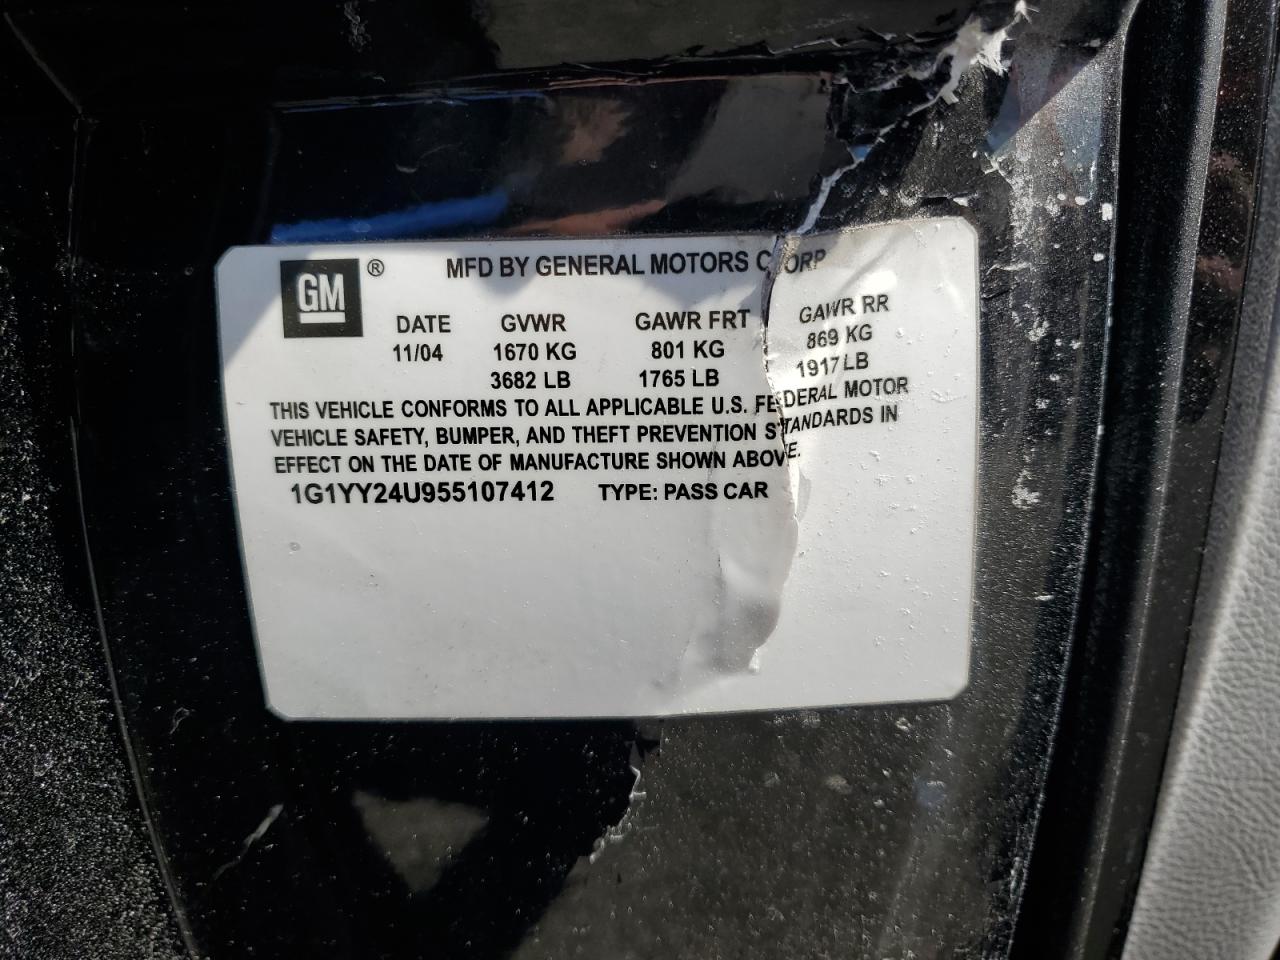 GM ® MFD BY GENERAL MOTORS CORP
DATE GVWR GAWR FRT GAWR RR
11/04 1670 KG 801 KG 869 KG
3682 LB 1765 LB 1917 LB
THIS VEHICLE CONFORMS TO ALL APPLICABLE U.S. FEDERAL MOTOR
VEHICLE SAFETY, BUMPER, AND THEFT PREVENTION STANDARDS IN
EFFECT ON THE DATE OF MANUFACTURE SHOWN ABOVE.
1G1YY24U955107412 TYPE: PASS CAR